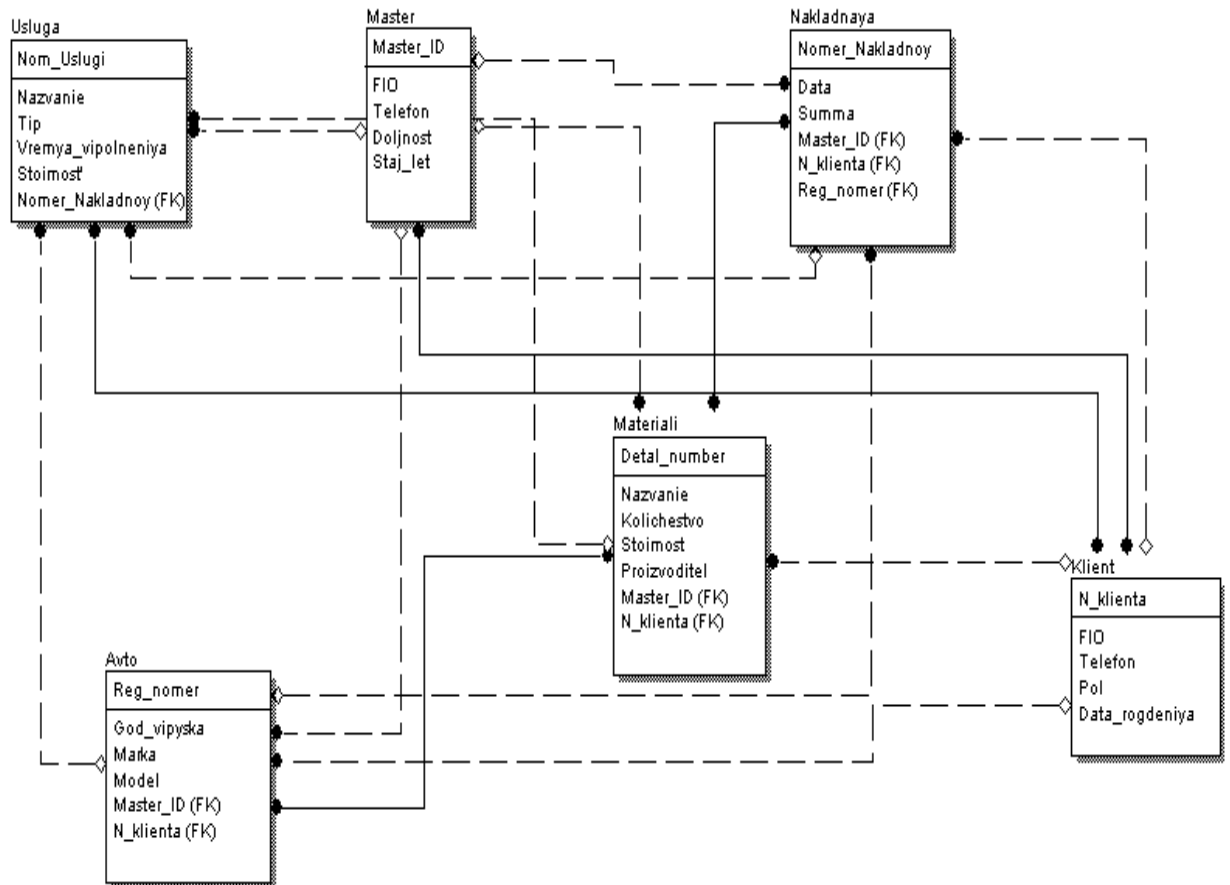 Usluga
Nom_Uslugi
Nazvanie
Tip
Vremya_vipolneniya
Stoimost'
Nomer_Nakladnoy (FK)
Master
Master_ID
FIO
Telefon
Doljnost
Staj_let
Nakladnaya
Nomer_Nakladnoy
Data
Summa
Master_ID (FK)
N_klienta (FK)
Reg_nomer (FK)
Materiali
Detal_number
Nazvanie
Kolichestvo
Stoimost
Proizvoditel
Master_ID (FK)
N_klienta (FK)
Klient
N_klienta
FIO
Telefon
Pol
Data_rogdeniya
Avto
Reg_nomer
God_vipyska
Marka
Model
Master_ID (FK)
N_klienta (FK)